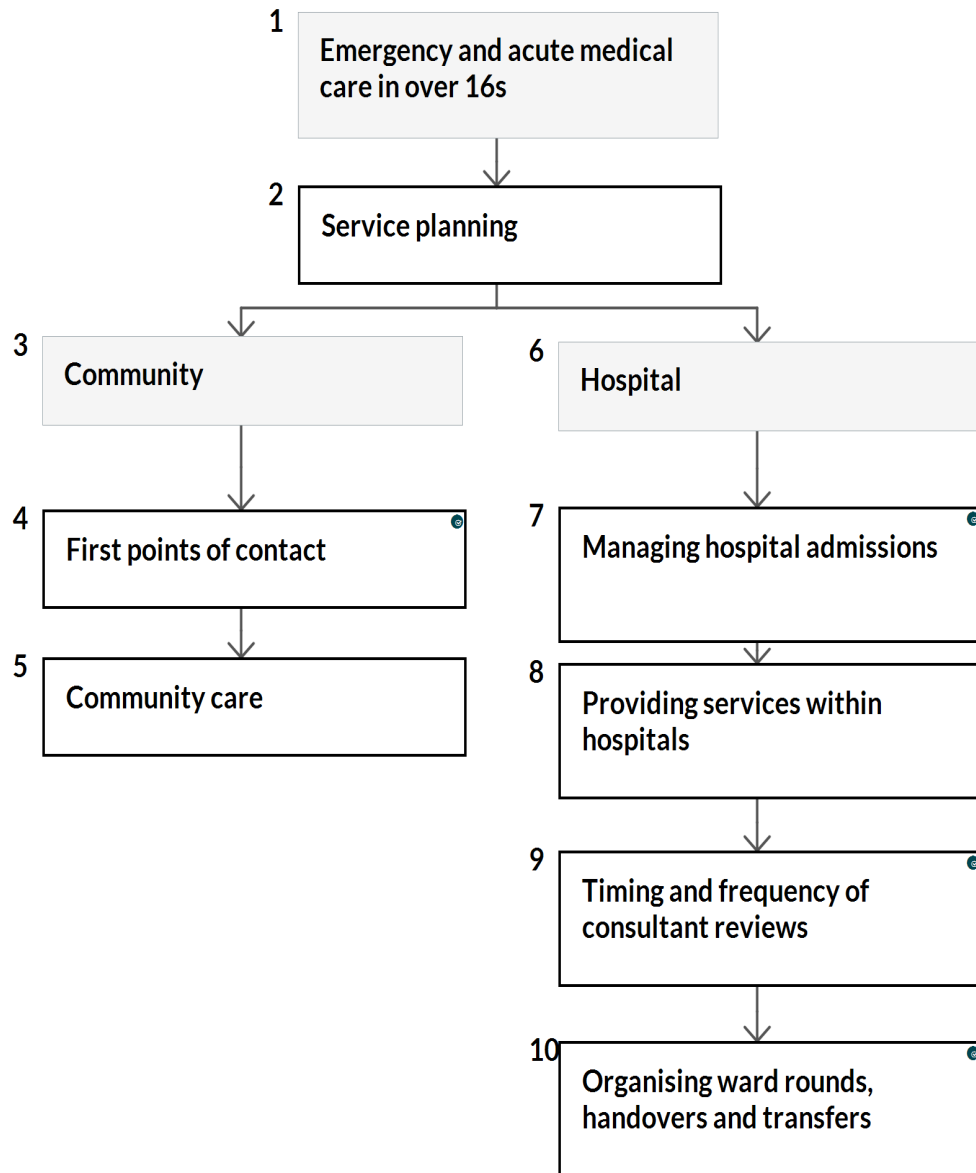 1
Emergency and acute medical
care in over 16s
2
Service planning
3
Community
4
First points of contact
5
Community care
6
Hospital
7
Managing hospital admissions
8
Providing services within
hospitals
9
Timing and frequency of
consultant reviews
10
Organising ward rounds,
handovers and transfers